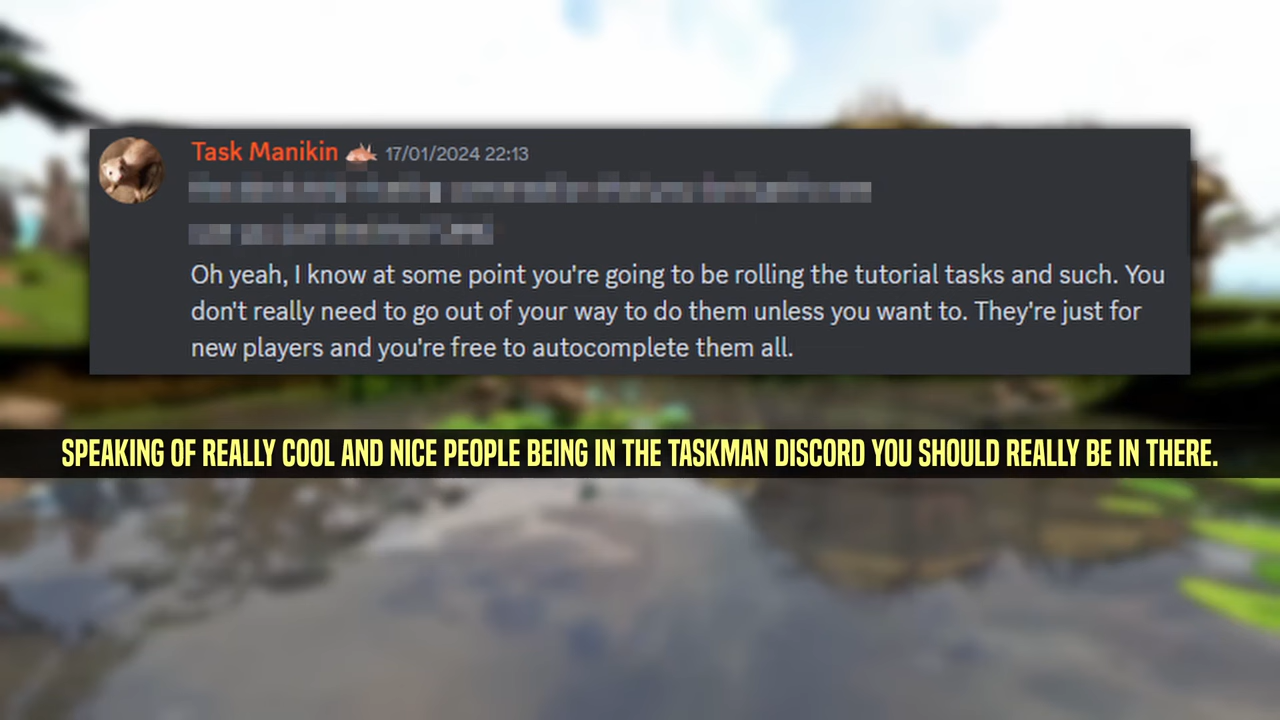 Task Manikin 17/01/2024 22:13
Oh yeah, I know at some point you're going to be rolling the tutorial tasks and such. You
don't really need to go out of your way to do them unless you want to. They're just for
new players and you're free to autocomplete them all.
SPEAKING OF REALLY COOL AND NICE PEOPLE BEING IN THE TASKMAN DISCORD YOU SHOULD REALLY BE IN THERE.